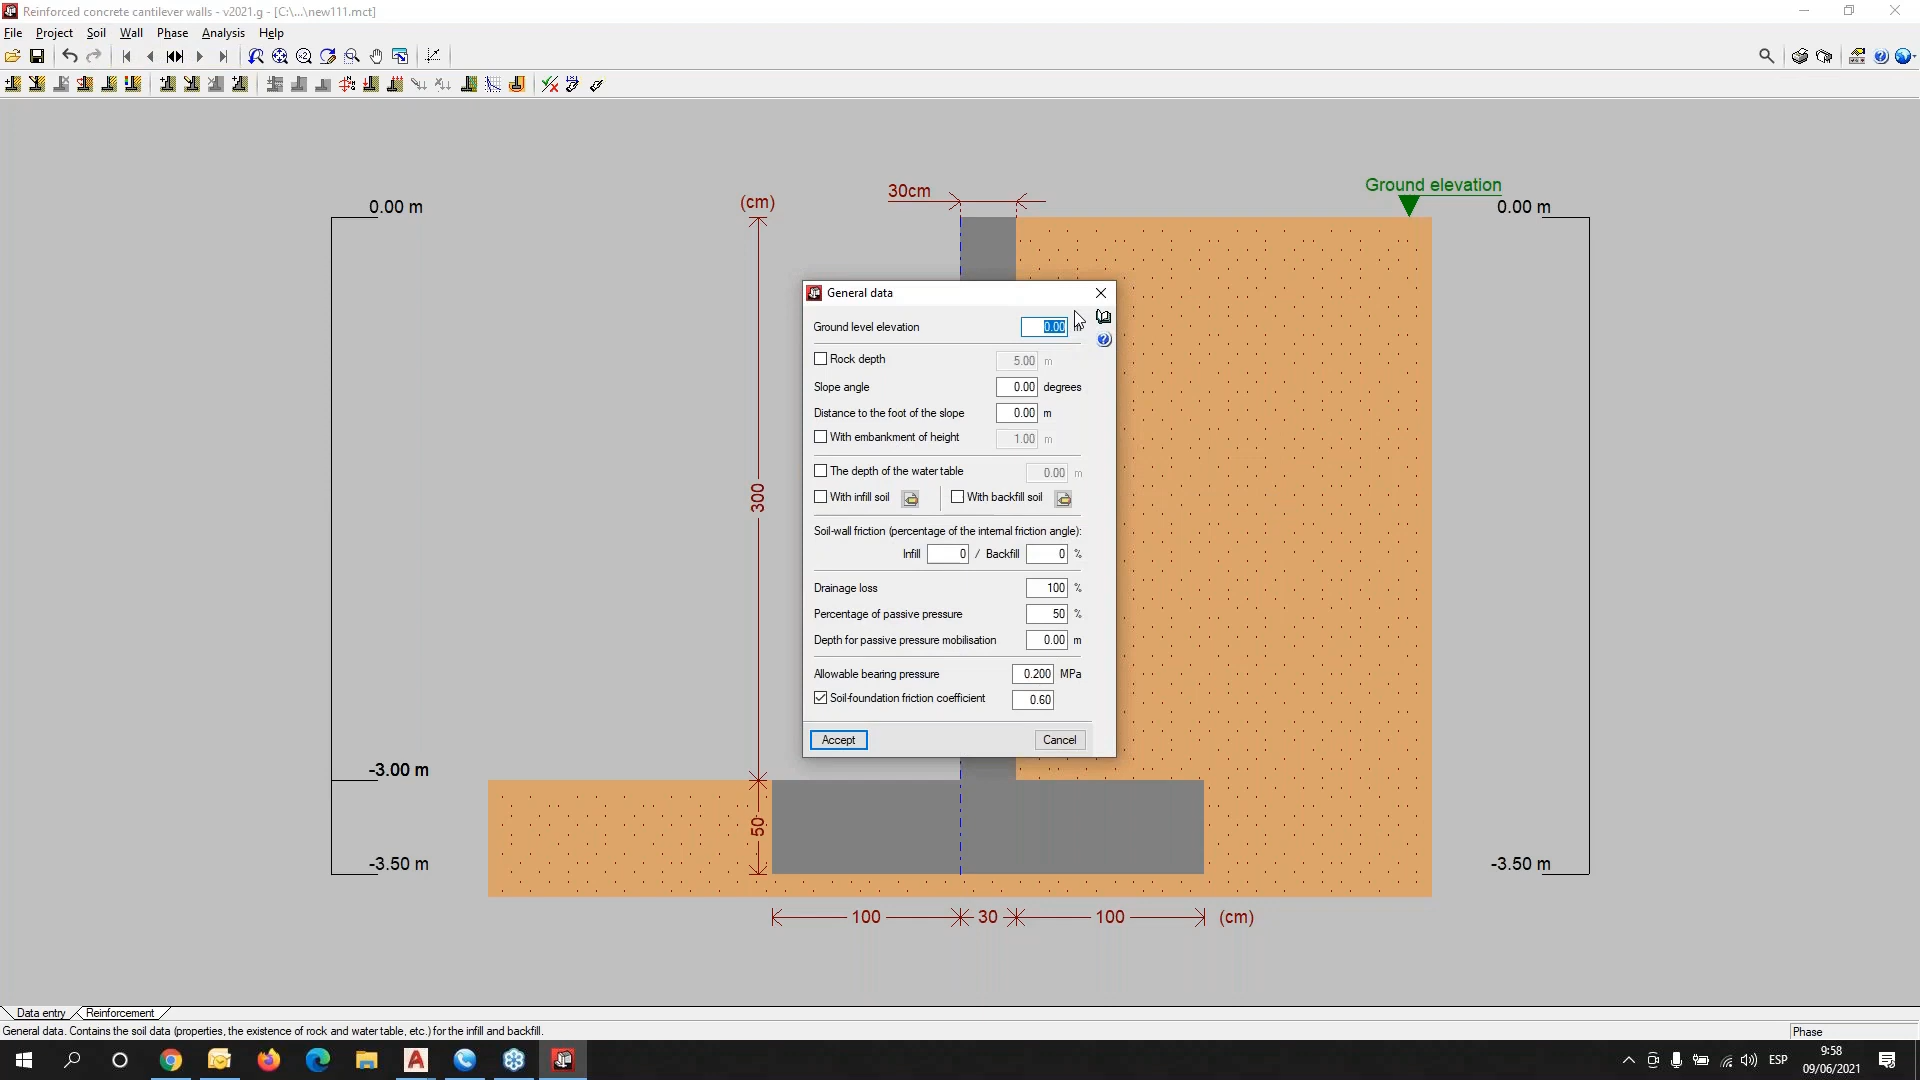 Reinforced concrete cantilever walls - v2021.g - [C:\...\new111.mct]
File Project Soil Wall Phase Analysis Help
Ground elevation
30cm
0.00 m
(cm)
0.00 m
General data
Ground level elevation 0.00 m
Rock depth 5.00 m
Slope angle 0.00 degrees
Distance to the foot of the slope 0.00 m
With embankment of height 1.00 m
The depth of the water table 0.00 m
With infill soil With backfill soil
300
Soil-wall friction (percentage of the internal friction angle):
Infill 0 / Backfill 0 %
Drainage loss 100 %
Percentage of passive pressure 50 %
Depth for passive pressure mobilisation 0.00 m
Allowable bearing pressure 0.200 MPa
Soil-foundation friction coefficient 0.60
Accept Cancel
-3.00 m
50
-3.50 m
-3.50 m
100 30 100 (cm)
Data entry Reinforcement
General data. Contains the soil data (properties, the existence of rock and water table, etc.) for the infill and backfill.
Phase
ESP
9:58
09/06/2021